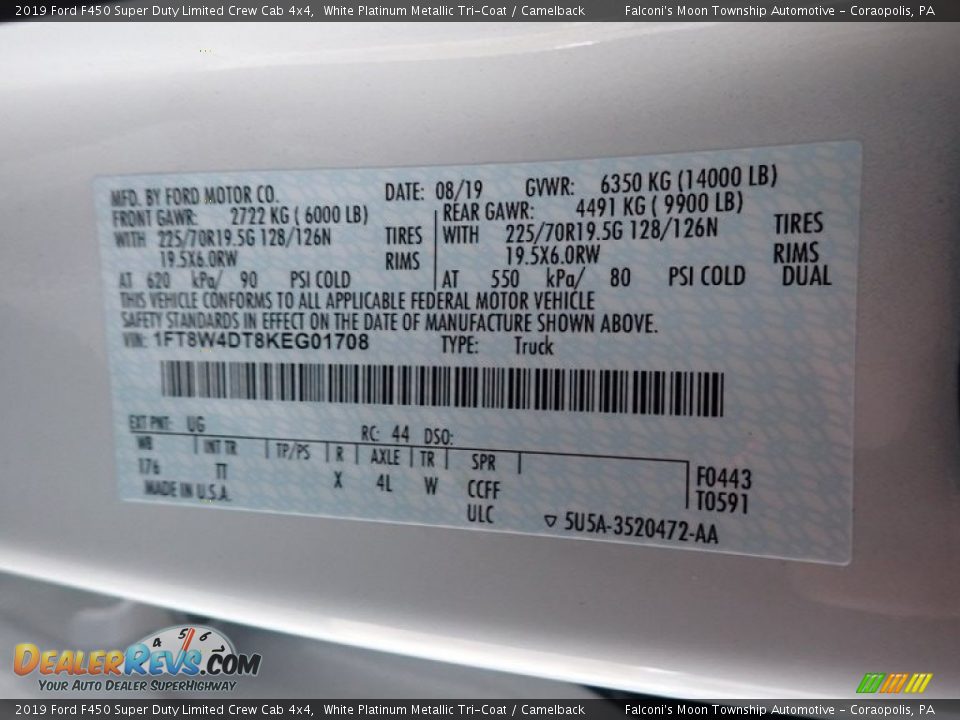 2019 Ford F450 Super Duty Limited Crew Cab 4x4, White Platinum Metallic Tri-Coat / Camelback Falconi's Moon Township Automotive - Coraopolis, PA
MFD. BY FORD MOTOR CO. DATE: 08/19 GVWR: 6350 KG (14000 LB)
FRONT GAWR: 2722 KG ( 6000 LB) REAR GAWR: 4491 KG ( 9900 LB)
WITH 225/70R19.5G 128/126N TIRES WITH 225/70R19.5G 128/126N TIRES
19.5X6.0RW RIMS 19.5X6.0RW RIMS
AT 620 kPa/ 90 PSI COLD AT 550 kPa/ 80 PSI COLD DUAL
THIS VEHICLE CONFORMS TO ALL APPLICABLE FEDERAL MOTOR VEHICLE
SAFETY STANDARDS IN EFFECT ON THE DATE OF MANUFACTURE SHOWN ABOVE.
VIN: 1FT8W4DT8KEG01708 TYPE: Truck
EXT PNT: UG RC: 44 DSO:
WB INT TR TP/PS R AXLE TR SPR
176 TT X 4L W CCFF F0443
MADE IN U.S.A. ULC T0591
5U5A-3520472-AA
4 5 6
DEALERREVS.COM
YOUR AUTO DEALER SUPERHIGHWAY
2019 Ford F450 Super Duty Limited Crew Cab 4x4, White Platinum Metallic Tri-Coat / Camelback Falconi's Moon Township Automotive - Coraopolis, PA